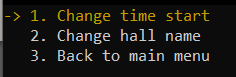 -> 1. Change time start
2. Change hall name
3. Back to main menu